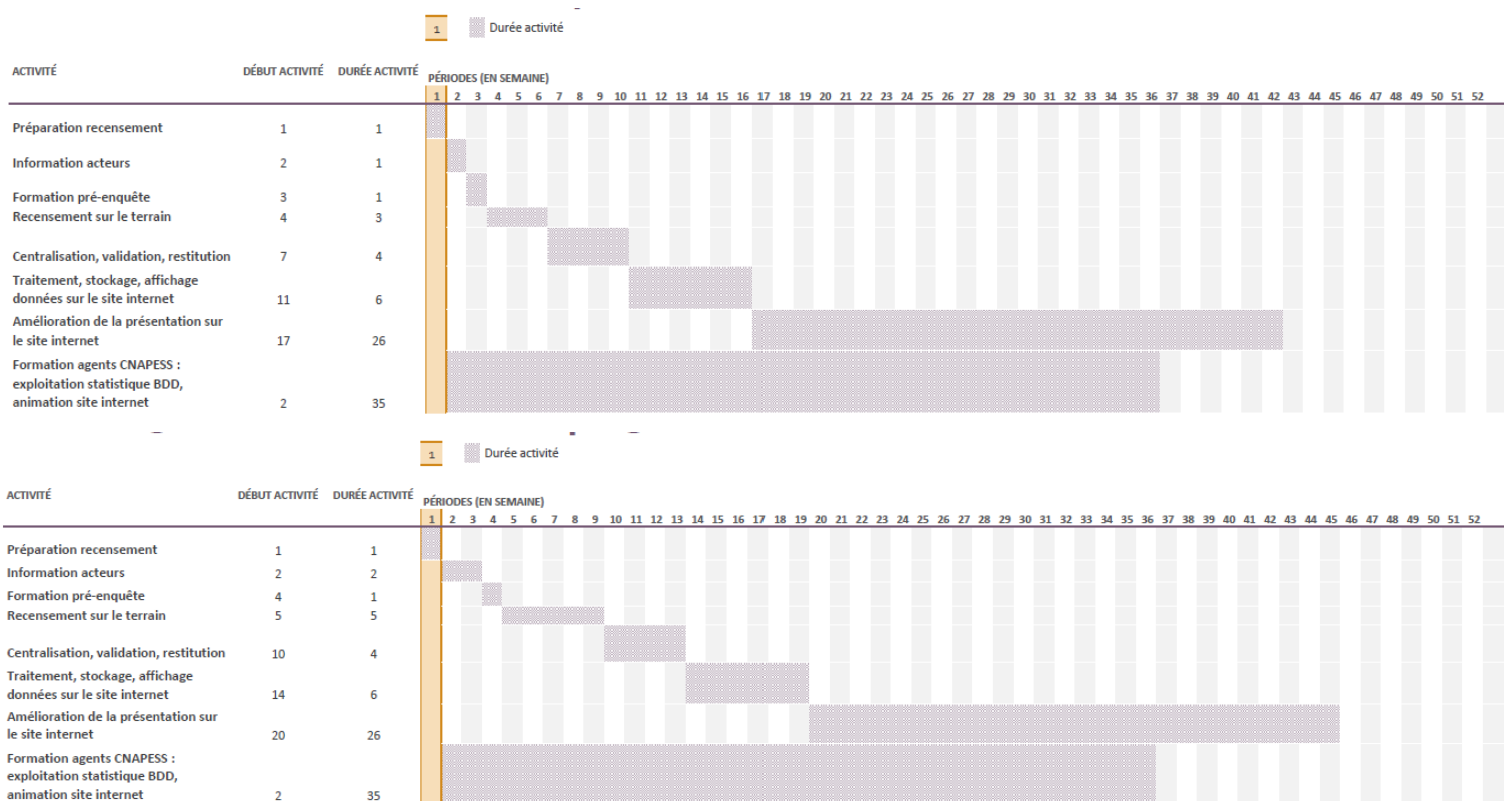 1 Durée activité
ACTIVITÉ DÉBUT ACTIVITÉ DURÉE ACTIVITÉ PÉRIODES (EN SEMAINE)
1 2 3 4 5 6 7 8 9 10 11 12 13 14 15 16 17 18 19 20 21 22 23 24 25 26 27 28 29 30 31 32 33 34 35 36 37 38 39 40 41 42 43 44 45 46 47 48 49 50 51 52
Préparation recensement 1 1
Information acteurs 2 1
Formation pré-enquête 3 1
Recensement sur le terrain 4 3
Centralisation, validation, restitution 7 4
Traitement, stockage, affichage
données sur le site internet 11 6
Amélioration de la présentation sur
le site internet 17 26
Formation agents CNAPESS :
exploitation statistique BDD,
animation site internet 2 35
1 Durée activité
ACTIVITÉ DÉBUT ACTIVITÉ DURÉE ACTIVITÉ PÉRIODES (EN SEMAINE)
1 2 3 4 5 6 7 8 9 10 11 12 13 14 15 16 17 18 19 20 21 22 23 24 25 26 27 28 29 30 31 32 33 34 35 36 37 38 39 40 41 42 43 44 45 46 47 48 49 50 51 52
Préparation recensement 1 1
Information acteurs 2 2
Formation pré-enquête 4 1
Recensement sur le terrain 5 5
Centralisation, validation, restitution 10 4
Traitement, stockage, affichage
données sur le site internet 14 6
Amélioration de la présentation sur
le site internet 20 26
Formation agents CNAPESS :
exploitation statistique BDD,
animation site internet 2 35